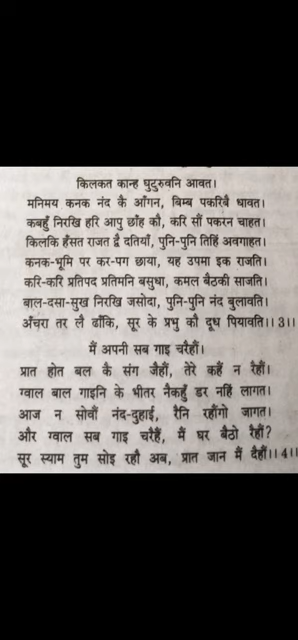 किलकत कान्ह घुटुरुवनि आवत।
मनिमय कनक नंद कै आँगन, बिम्ब पकरिबै धावत।
कबहुँ निरखि हरि आपु छाँह कौ, करि सौं पकरन चाहत।
किलकि हँसत राजत द्वै दतियाँ, पुनि-पुनि तिहिं अवगाहत।
कनक-भूमि पर कर-पग छाया, यह उपमा इक राजति।
करि-करि प्रतिपद प्रतिमनि बसुधा, कमल बैठकी साजति।
बाल-दसा-सुख निरखि जसोदा, पुनि-पुनि नंद बुलावति।
अँचरा तर लै ढाँकि, सूर के प्रभु कौ दूध पियावति।।3।।
मैं अपनी सब गाइ चरैहौं।
प्रात होत बल कै संग जैहौं, तेरे कहैं न रैहौं।
ग्वाल बाल गाइनि के भीतर नैकहुँ डर नहिं लागत।
आज न सोवौं नंद-दुहाई, रैनि रहौंगो जागत।
और ग्वाल सब गाइ चरैहैं, मैं घर बैठो रैहौं?
सूर स्याम तुम सोइ रहौ अब, प्रात जान मैं दैहौं।।4।।